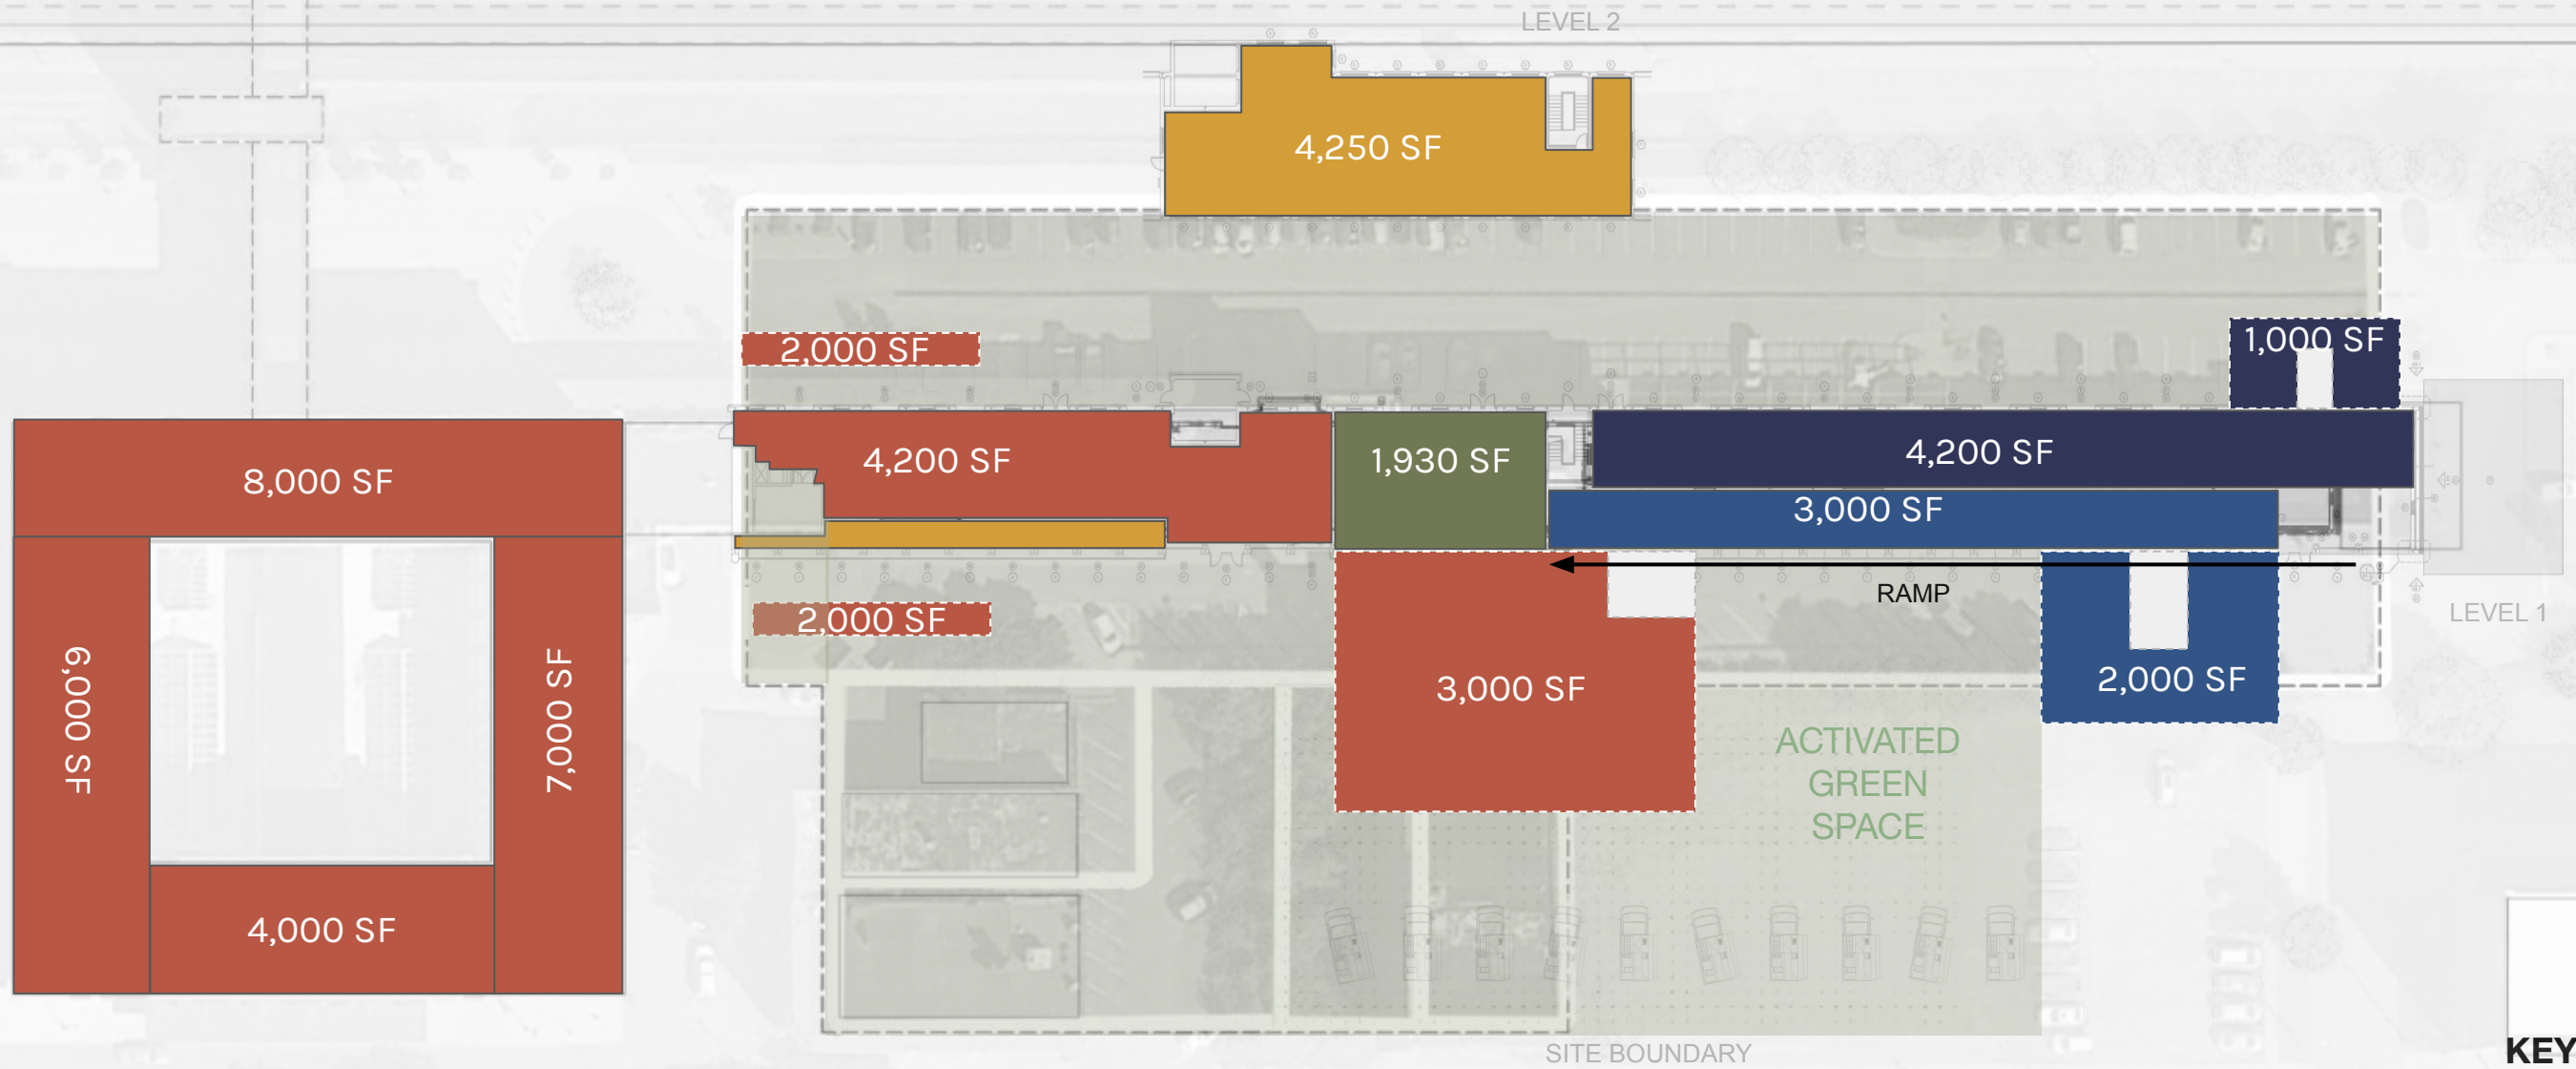 LEVEL 2
4,250 SF
2,000 SF
1,000 SF
4,200 SF
1,930 SF
4,200 SF
8,000 SF
3,000 SF
RAMP
LEVEL 1
2,000 SF
6,000 SF
7,000 SF
3,000 SF
2,000 SF
ACTIVATED
GREEN
SPACE
4,000 SF
SITE BOUNDARY
KEY